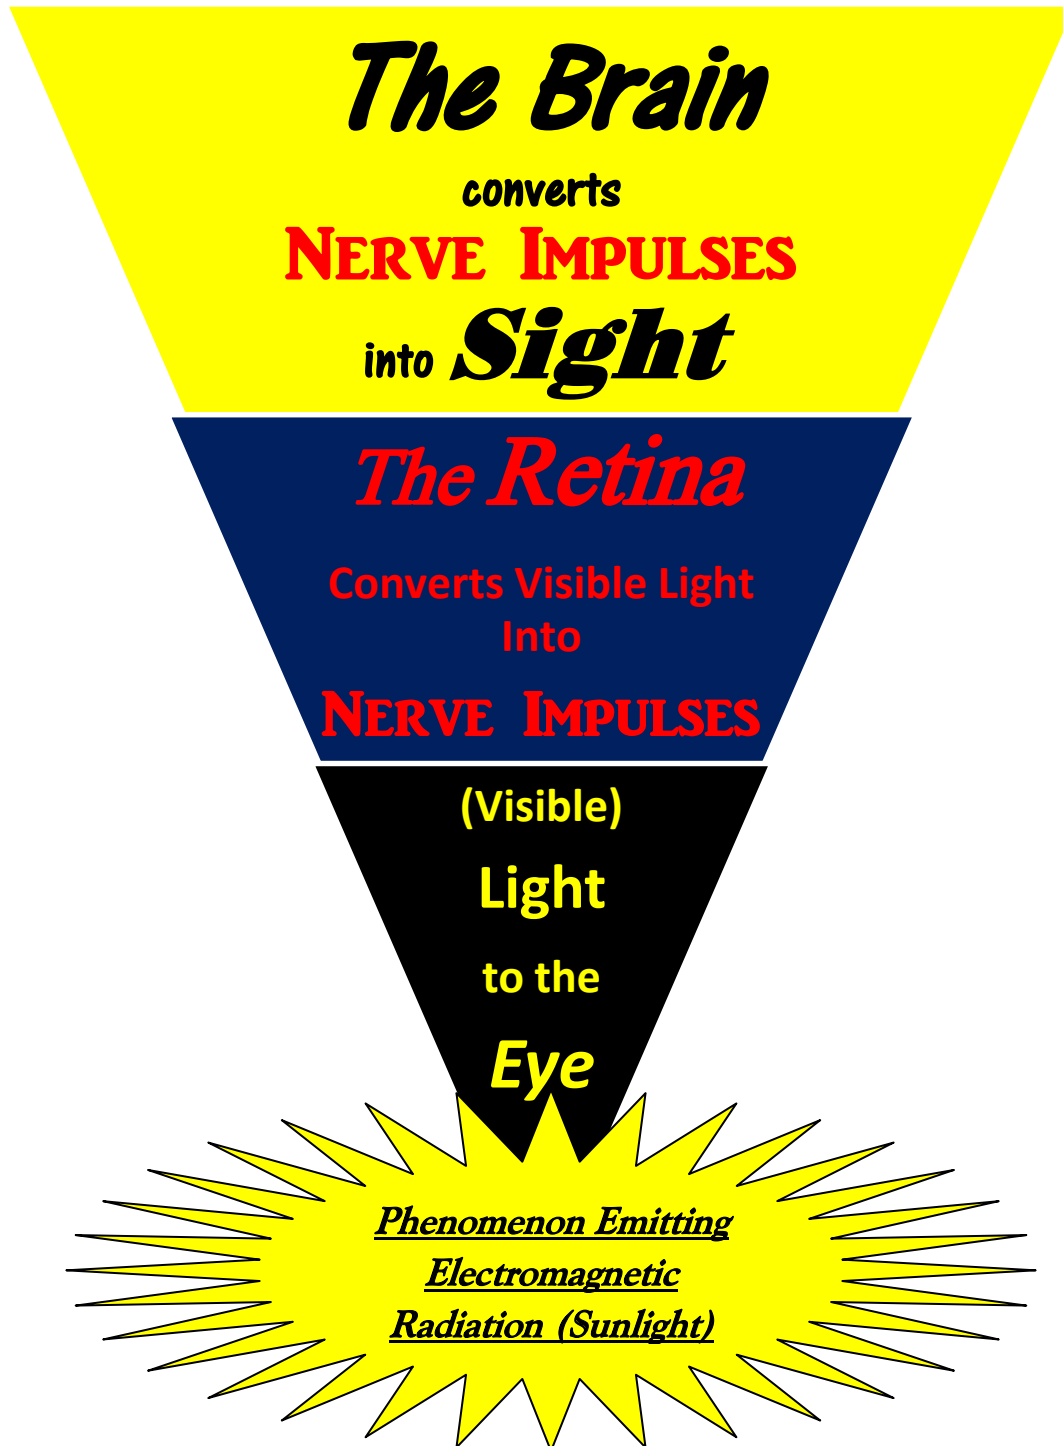 The Brain
converts
NERVE IMPULSES
into Sight
The Retina
Converts Visible Light
Into
NERVE IMPULSES
(Visible)
Light
to the
Eye
Phenomenon Emitting
Electromagnetic
Radiation (Sunlight)